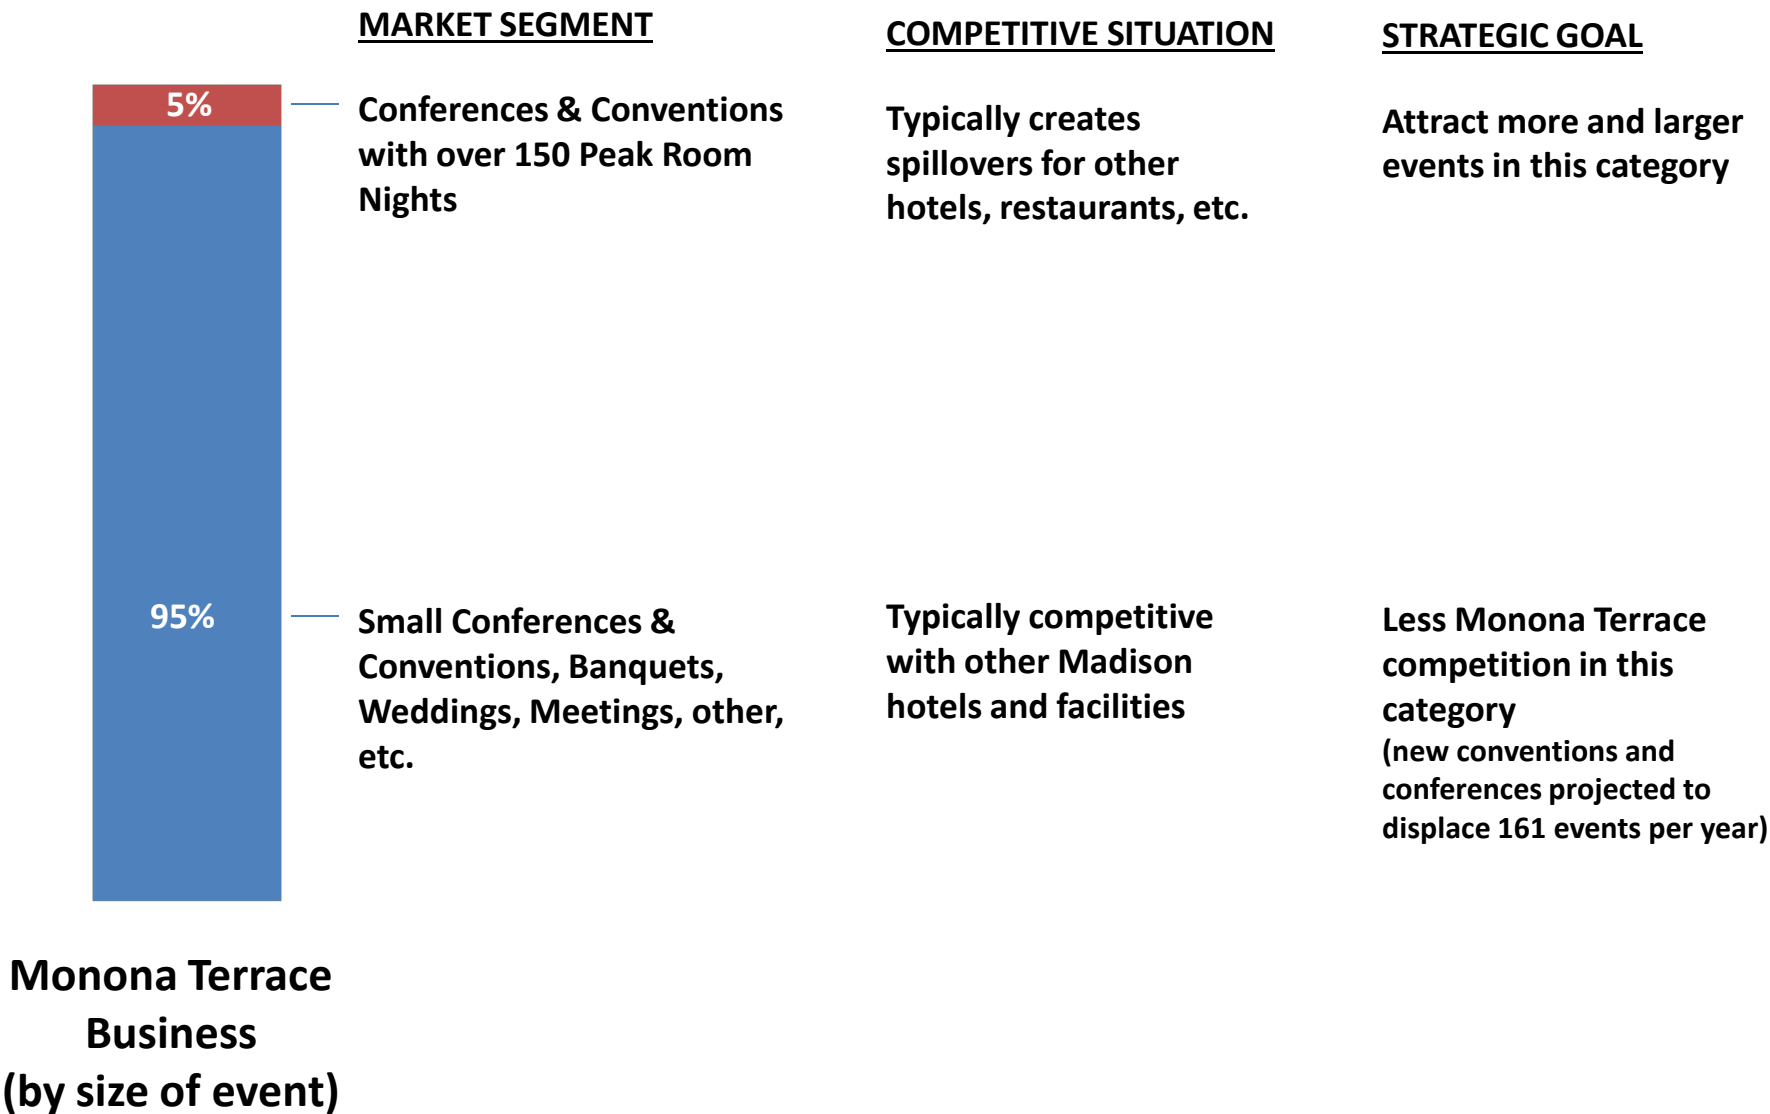 MARKET SEGMENT
COMPETITIVE SITUATION
STRATEGIC GOAL
5%
Conferences & Conventions
with over 150 Peak Room
Nights
Typically creates
spillovers for other
hotels, restaurants, etc.
Attract more and larger
events in this category
95%
Small Conferences &
Conventions, Banquets,
Weddings, Meetings, other,
etc.
Typically competitive
with other Madison
hotels and facilities
Less Monona Terrace
competition in this
category
(new conventions and
conferences projected to
displace 161 events per year)
Monona Terrace
Business
(by size of event)